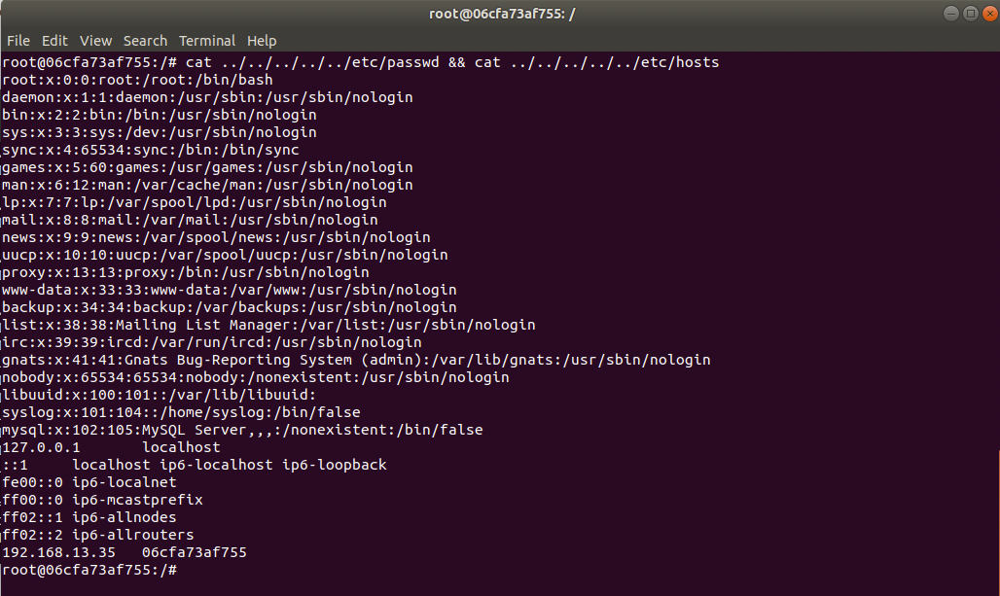 root@06cfa73af755: /
File Edit View Search Terminal Help
root@06cfa73af755:/# cat ../../../../../etc/passwd && cat ../../../../../etc/hosts
root:x:0:0:root:/root:/bin/bash
daemon:x:1:1:daemon:/usr/sbin:/usr/sbin/nologin
bin:x:2:2:bin:/bin:/usr/sbin/nologin
sys:x:3:3:sys:/dev:/usr/sbin/nologin
sync:x:4:65534:sync:/bin:/bin/sync
games:x:5:60:games:/usr/games:/usr/sbin/nologin
man:x:6:12:man:/var/cache/man:/usr/sbin/nologin
lp:x:7:7:lp:/var/spool/lpd:/usr/sbin/nologin
mail:x:8:8:mail:/var/mail:/usr/sbin/nologin
news:x:9:9:news:/var/spool/news:/usr/sbin/nologin
uucp:x:10:10:uucp:/var/spool/uucp:/usr/sbin/nologin
proxy:x:13:13:proxy:/bin:/usr/sbin/nologin
www-data:x:33:33:www-data:/var/www:/usr/sbin/nologin
backup:x:34:34:backup:/var/backups:/usr/sbin/nologin
list:x:38:38:Mailing List Manager:/var/list:/usr/sbin/nologin
irc:x:39:39:ircd:/var/run/ircd:/usr/sbin/nologin
gnats:x:41:41:Gnats Bug-Reporting System (admin):/var/lib/gnats:/usr/sbin/nologin
nobody:x:65534:65534:nobody:/nonexistent:/usr/sbin/nologin
libuuid:x:100:101::/var/lib/libuuid:
syslog:x:101:104::/home/syslog:/bin/false
mysql:x:102:105:MySQL Server,,,:/nonexistent:/bin/false
127.0.0.1       localhost
::1     localhost ip6-localhost ip6-loopback
fe00::0 ip6-localnet
ff00::0 ip6-mcastprefix
ff02::1 ip6-allnodes
ff02::2 ip6-allrouters
192.168.13.35   06cfa73af755
root@06cfa73af755:/#